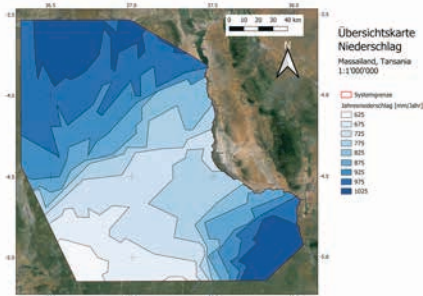 0 10 20 30 40 km
N
Übersichtskarte
Niederschlag
Massailand, Tansania
1:1'000'000
Systemgrenze
Jahresniederschlag [mm/Jahr]
625
675
725
775
825
875
925
975
1025